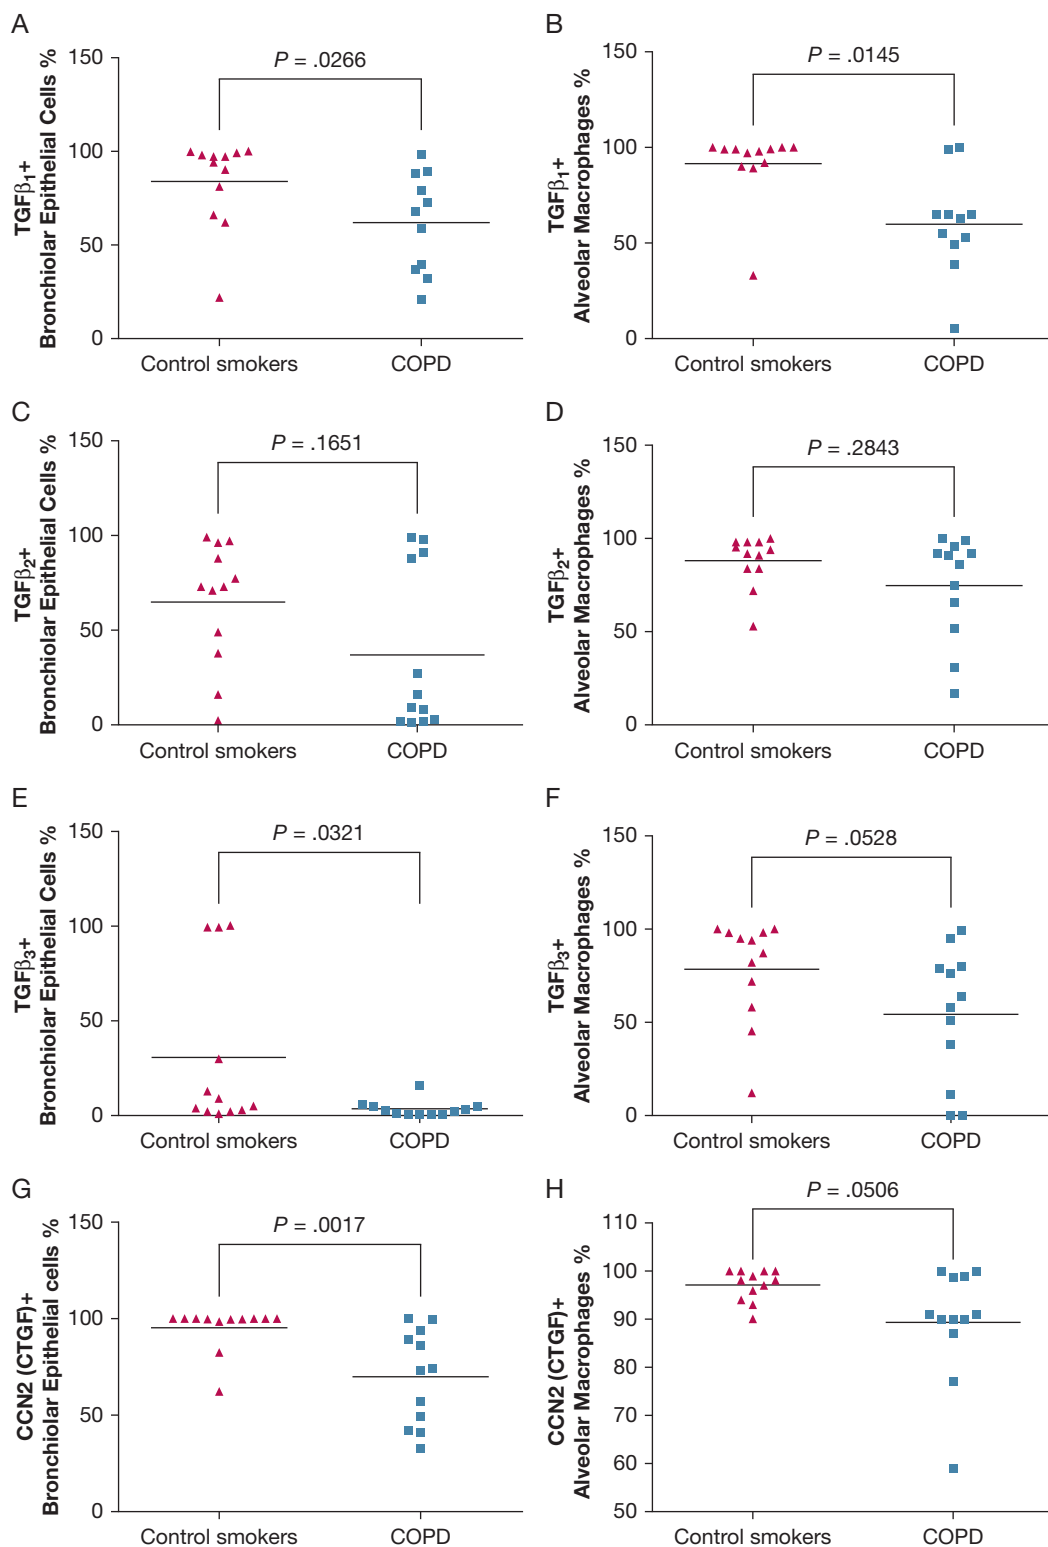 A
P = .0266
TGFβ1+
Bronchiolar Epithelial Cells %
150
100
50
0
Control smokers
COPD
B
P = .0145
TGFβ1+
Alveolar Macrophages %
150
100
50
0
Control smokers
COPD
C
P = .1651
TGFβ2+
Bronchiolar Epithelial Cells %
150
100
50
0
Control smokers
COPD
D
P = .2843
TGFβ2+
Alveolar Macrophages %
150
100
50
0
Control smokers
COPD
E
P = .0321
TGFβ3+
Bronchiolar Epithelial Cells %
150
100
50
0
Control smokers
COPD
F
P = .0528
TGFβ3+
Alveolar Macrophages %
150
100
50
0
Control smokers
COPD
G
P = .0017
CCN2 (CTGF)+
Bronchiolar Epithelial cells %
150
100
50
0
Control smokers
COPD
H
P = .0506
CCN2 (CTGF)+
Alveolar Macrophages %
110
100
90
80
70
60
50
Control smokers
COPD